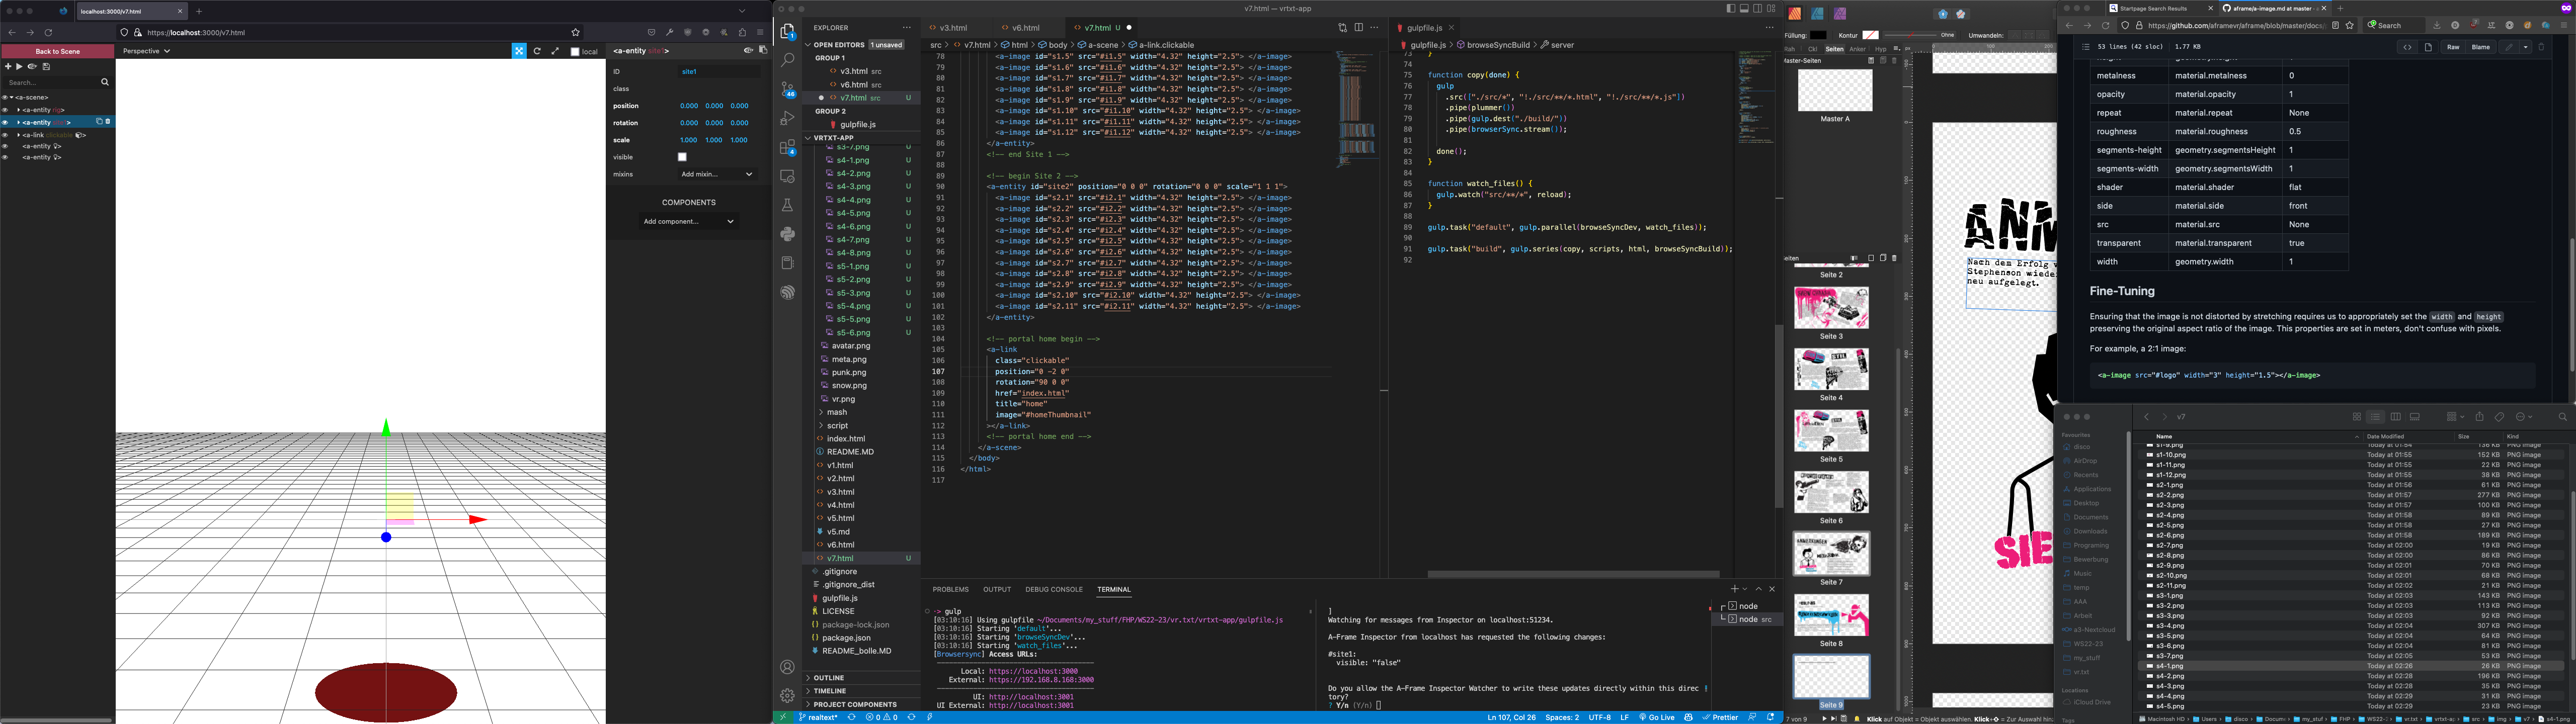 localhost:3000/v7.html
https://localhost:3000/v7.html
Back to Scene
Perspective
local
Search...
<a-scene>
<a-entity rig>
<a-entity site1>
<a-link clickable
<a-entity
<a-entity
<a-entity site1>
ID site1
class
position 0.000 0.000 0.000
rotation 0.000 0.000 0.000
scale 1.000 1.000 1.000
visible
mixins Add mixin...
COMPONENTS
Add component...
v7.html — vrtxt-app
EXPLORER
OPEN EDITORS 1 unsaved
GROUP 1
v3.html src
v6.html src
v7.html src U
GROUP 2
gulpfile.js
VRTXT-APP
s3-7.png U
s4-1.png U
s4-2.png U
s4-3.png U
s4-4.png U
s4-5.png U
s4-6.png U
s4-7.png U
s4-8.png U
s5-1.png U
s5-2.png U
s5-3.png U
s5-4.png U
s5-5.png U
s5-6.png U
avatar.png
meta.png
punk.png
snow.png
vr.png
mash
script
index.html
README.MD
v1.html
v2.html
v3.html
v4.html
v5.html
v5.md
v6.html
v7.html U
.gitignore
.gitignore_dist
gulpfile.js
LICENSE
package-lock.json
package.json
README_bolle.MD
OUTLINE
TIMELINE
PROJECT COMPONENTS
v3.html v6.html v7.html U
src > v7.html > html > body > a-scene > a-link.clickable
78 <a-image id="s1.5" src="#i1.5" width="4.32" height="2.5"> </a-image>
79 <a-image id="s1.6" src="#i1.6" width="4.32" height="2.5"> </a-image>
80 <a-image id="s1.7" src="#i1.7" width="4.32" height="2.5"> </a-image>
81 <a-image id="s1.8" src="#i1.8" width="4.32" height="2.5"> </a-image>
82 <a-image id="s1.9" src="#i1.9" width="4.32" height="2.5"> </a-image>
83 <a-image id="s1.10" src="#i1.10" width="4.32" height="2.5"> </a-image>
84 <a-image id="s1.11" src="#i1.11" width="4.32" height="2.5"> </a-image>
85 <a-image id="s1.12" src="#i1.12" width="4.32" height="2.5"> </a-image>
86 </a-entity>
87 <!-- end Site 1 -->
88
89 <!-- begin Site 2 -->
90 <a-entity id="site2" position="0 0 0" rotation="0 0 0" scale="1 1 1">
91 <a-image id="s2.1" src="#i2.1" width="4.32" height="2.5"> </a-image>
92 <a-image id="s2.2" src="#i2.2" width="4.32" height="2.5"> </a-image>
93 <a-image id="s2.3" src="#i2.3" width="4.32" height="2.5"> </a-image>
94 <a-image id="s2.4" src="#i2.4" width="4.32" height="2.5"> </a-image>
95 <a-image id="s2.5" src="#i2.5" width="4.32" height="2.5"> </a-image>
96 <a-image id="s2.6" src="#i2.6" width="4.32" height="2.5"> </a-image>
97 <a-image id="s2.7" src="#i2.7" width="4.32" height="2.5"> </a-image>
98 <a-image id="s2.8" src="#i2.8" width="4.32" height="2.5"> </a-image>
99 <a-image id="s2.9" src="#i2.9" width="4.32" height="2.5"> </a-image>
100 <a-image id="s2.10" src="#i2.10" width="4.32" height="2.5"> </a-image>
101 <a-image id="s2.11" src="#i2.11" width="4.32" height="2.5"> </a-image>
102 </a-entity>
103
104 <!-- portal home begin -->
105 <a-link
106 class="clickable"
107 position="0 -2 0"
108 rotation="90 0 0"
109 href="index.html"
110 title="home"
111 image="#homeThumbnail"
112 ></a-link>
113 <!-- portal home end -->
114 </a-scene>
115 </body>
116 </html>
117
gulpfile.js
gulpfile.js > browseSyncBuild > server
73 }
74
75 function copy(done) {
76 gulp
77 .src(["./src/*", "!./src/**/*.html", "!./src/**/*.js"])
78 .pipe(plummer())
79 .pipe(gulp.dest("./build/"))
80 .pipe(browserSync.stream());
81
82 done();
83 }
84
85 function watch_files() {
86 gulp.watch("src/**/*", reload);
87 }
88
89 gulp.task("default", gulp.parallel(browseSyncDev, watch_files));
90
91 gulp.task("build", gulp.series(copy, scripts, html, browseSyncBuild));
92
PROBLEMS OUTPUT DEBUG CONSOLE TERMINAL
-> gulp
[03:10:16] Using gulpfile ~/Documents/my_stuff/FHP/WS22-23/vr.txt/vrtxt-app/gulpfile.js
[03:10:16] Starting 'default'...
[03:10:16] Starting 'browseSyncDev'...
[03:10:16] Starting 'watch_files'...
[Browsersync] Access URLs:
Local: https://localhost:3000
External: https://192.168.8.168:3000
UI: http://localhost:3001
UI External: http://localhost:3001
]
Watching for messages from Inspector on localhost:51234.
A-Frame Inspector from localhost has requested the following changes:
#site1:
visible: "false"
Do you allow the A-Frame Inspector Watcher to write these updates directly within this direc
tory?
? Y/n (Y/n)
node
node src
realtext* 0 0 Ln 107, Col 26 Spaces: 2 UTF-8 LF HTML Go Live Prettier
Füllung: Kontur Ohne Umwandeln:
Seiten Anker Hyp
Master-Seiten
Master A
Seiten
Seite 2
Seite 3
Seite 4
Seite 5
Seite 6
Seite 7
Seite 8
Seite 9
7 von 9 Klick auf Objekt = Objekt auswählen. Klick
Nach dem Erfolg
Stephenson wiede
neu aufgelegt.
Startpage Search Results
aframe/a-image.md at master ·
https://github.com/aframevr/aframe/blob/master/docs/
Search
53 lines (42 sloc) 1.77 KB
Raw Blame
metalness material.metalness 0
opacity material.opacity 1
repeat material.repeat None
roughness material.roughness 0.5
segments-height geometry.segmentsHeight 1
segments-width geometry.segmentsWidth 1
shader material.shader flat
side material.side front
src material.src None
transparent material.transparent true
width geometry.width 1
Fine-Tuning
Ensuring that the image is not distorted by stretching requires us to appropriately set the width and height
preserving the original aspect ratio of the image. This properties are set in meters, don't confuse with pixels.
For example, a 2:1 image:
<a-image src="#logo" width="3" height="1.5"></a-image>
v7
Favourites
disco
AirDrop
Recents
Applications
Desktop
Documents
Downloads
Programing
Bewerbung
Music
temp
AAA
Arbeit
a3-Nextcloud
WS22-23
my_stuff
vr.txt
Locations
iCloud Drive
Tags
Name Date Modified Size Kind
s1-10.png Today at 01:55 152 KB PNG image
s1-11.png Today at 01:55 22 KB PNG image
s1-12.png Today at 01:55 38 KB PNG image
s2-1.png Today at 01:56 61 KB PNG image
s2-2.png Today at 01:57 277 KB PNG image
s2-3.png Today at 01:57 100 KB PNG image
s2-4.png Today at 01:58 89 KB PNG image
s2-5.png Today at 01:58 27 KB PNG image
s2-6.png Today at 01:58 189 KB PNG image
s2-7.png Today at 02:00 19 KB PNG image
s2-8.png Today at 02:00 86 KB PNG image
s2-9.png Today at 02:01 70 KB PNG image
s2-10.png Today at 02:01 68 KB PNG image
s2-11.png Today at 02:02 21 KB PNG image
s3-1.png Today at 02:03 143 KB PNG image
s3-2.png Today at 02:03 113 KB PNG image
s3-3.png Today at 02:03 92 KB PNG image
s3-4.png Today at 02:04 307 KB PNG image
s3-5.png Today at 02:04 64 KB PNG image
s3-6.png Today at 02:04 81 KB PNG image
s3-7.png Today at 02:05 53 KB PNG image
s4-1.png Today at 02:26 26 KB PNG image
s4-2.png Today at 02:28 196 KB PNG image
s4-3.png Today at 02:28 35 KB PNG image
s4-4.png Today at 02:29 31 KB PNG image
s4-5.png Today at 02:29 23 KB PNG image